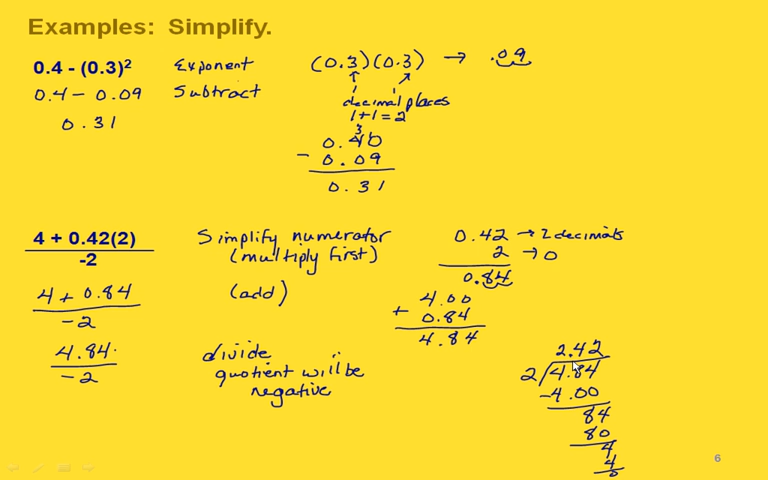 Examples: Simplify.
0.4 - (0.3)² Exponent (0.3)(0.3) → .09
0.4 - 0.09 Subtract
decimal places
1 + 1 = 2
0.31
3
0.40
- 0.09
0.31
4 + 0.42(2)
-2
Simplify numerator
(multiply first)
0.42 → 2 decimals
2 → 0
0.84
4 + 0.84
-2
(add)
4.00
+ 0.84
4.84
4.84
-2
divide
quotient will be
negative
2.42
2 4.84
-4.00
84
80
4
4
0
6